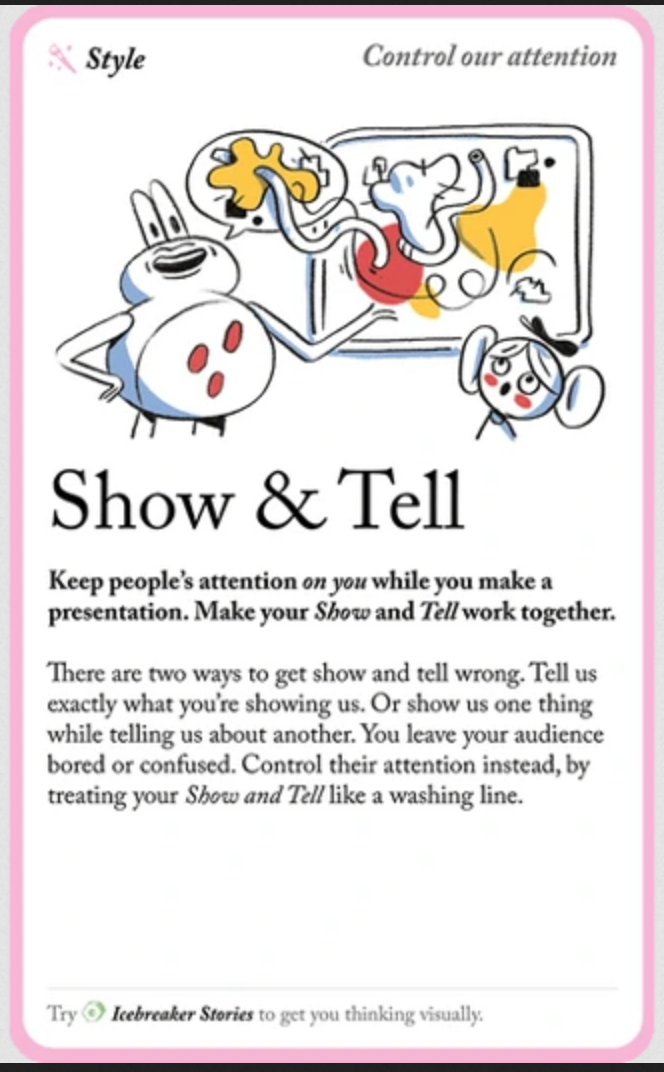 Style
Control our attention
Show & Tell
Keep people's attention on you while you make a
presentation. Make your Show and Tell work together.
There are two ways to get show and tell wrong. Tell us
exactly what you're showing us. Or show us one thing
while telling us about another. You leave your audience
bored or confused. Control their attention instead, by
treating your Show and Tell like a washing line.
Try Icebreaker Stories to get you thinking visually.